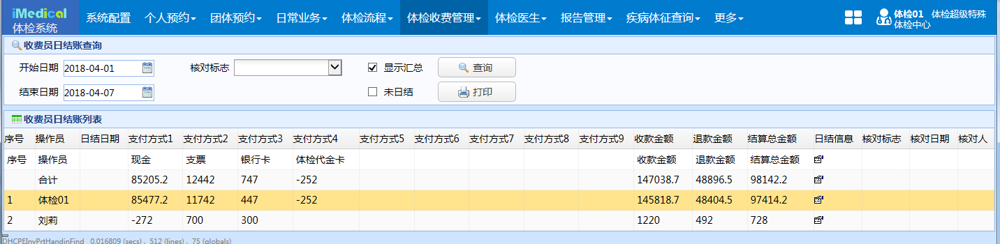 iMedical
体检系统
系统配置 个人预约 团体预约 日常业务 体检流程 体检收费管理 体检医生 报告管理 疾病体征查询 更多
体检01 体检超级特殊
体检中心
收费员日结账查询
开始日期 2018-04-01 核对标志 显示汇总 查询
结束日期 2018-04-07 未日结 打印
收费员日结账列表
序号 操作员 日结日期 支付方式1 支付方式2 支付方式3 支付方式4 支付方式5 支付方式6 支付方式7 支付方式8 支付方式9 收款金额 退款金额 结算总金额 日结信息 核对标志 核对日期 核对人
序号 操作员 现金 支票 银行卡 体检代金卡 收款金额 退款金额 结算总金额
合计 85205.2 12442 747 -252 147038.7 48896.5 98142.2
1 体检01 85477.2 11742 447 -252 145818.7 48404.5 97414.2
2 刘莉 -272 700 300 1220 492 728
DHCPEInvPrtHandinFind 0.016809 (secs) , 512 (lines) , 75 (globals)